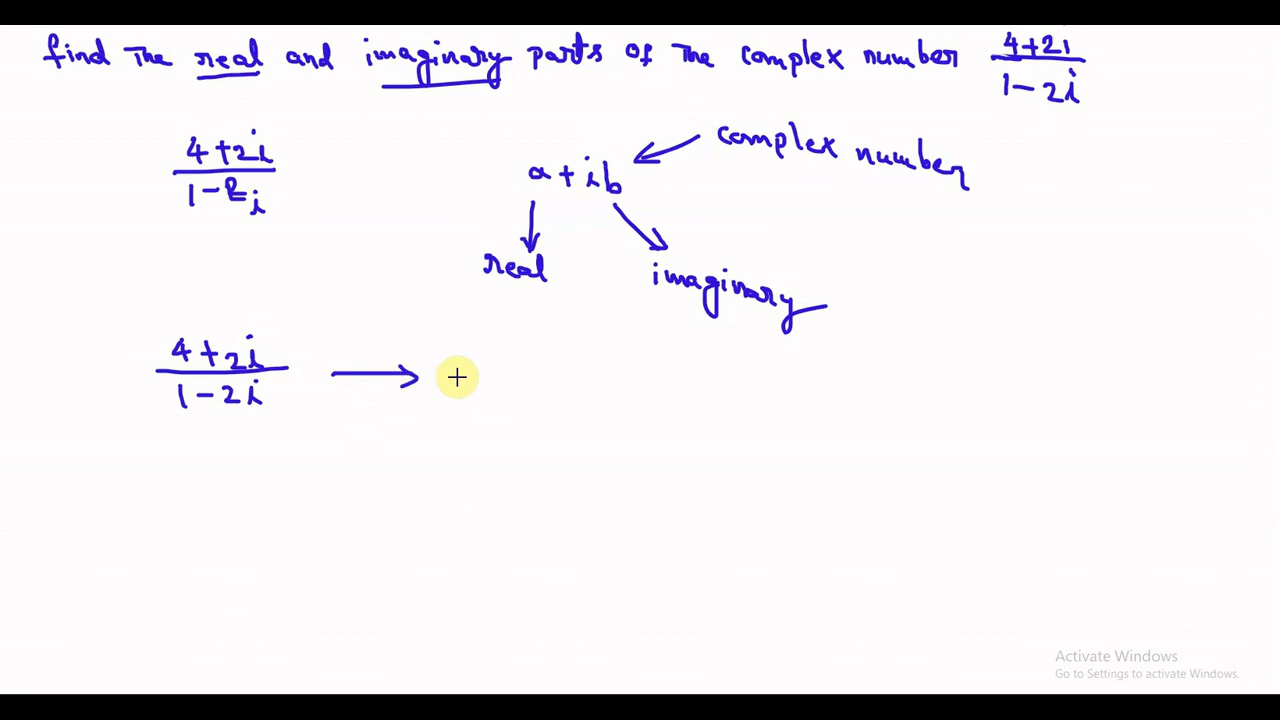 find the real and imaginary parts of the complex number 4+2i/1-2i
4+2i/1-2i
a+ib
complex number
real
imaginary
4+2i/1-2i
Activate Windows
Go to Settings to activate Windows.